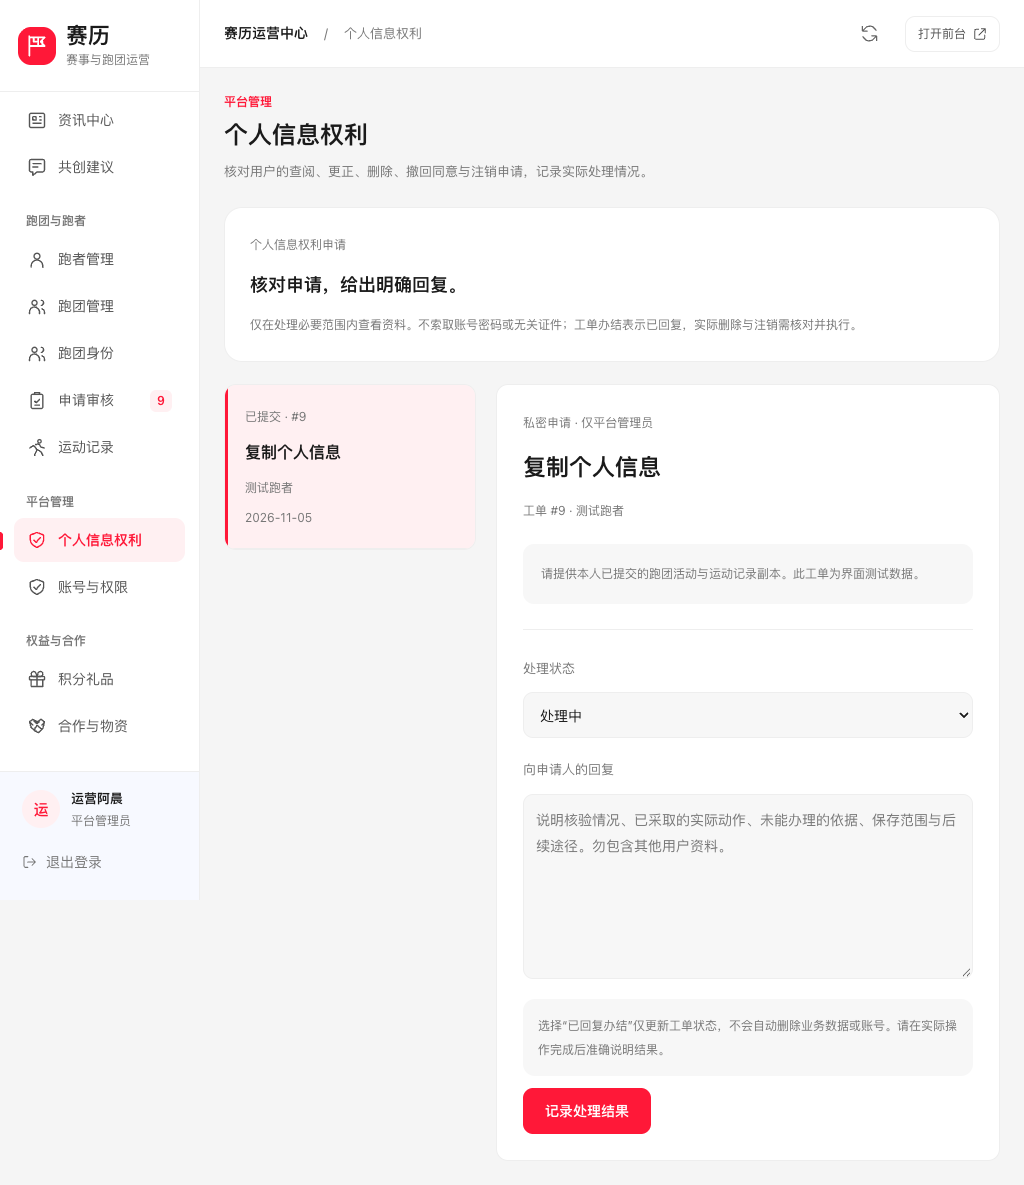 赛历
赛事与跑团运营
资讯中心
共创建议
跑团与跑者
跑者管理
跑团管理
跑团身份
申请审核
9
运动记录
平台管理
个人信息权利
账号与权限
权益与合作
积分礼品
合作与物资
运
运营阿晨
平台管理员
退出登录
赛历运营中心 / 个人信息权利
打开前台
平台管理
个人信息权利
核对用户的查阅、更正、删除、撤回同意与注销申请，记录实际处理情况。
个人信息权利申请
核对申请，给出明确回复。
仅在处理必要范围内查看资料。不索取账号密码或无关证件；工单办结表示已回复，实际删除与注销需核对并执行。
已提交 · #9
复制个人信息
测试跑者
2026-11-05
私密申请 · 仅平台管理员
复制个人信息
工单 #9 · 测试跑者
请提供本人已提交的跑团活动与运动记录副本。此工单为界面测试数据。
处理状态
处理中
向申请人的回复
说明核验情况、已采取的实际动作、未能办理的依据、保存范围与后
续途径。勿包含其他用户资料。
选择“已回复办结”仅更新工单状态，不会自动删除业务数据或账号。请在实际操
作完成后准确说明结果。
记录处理结果